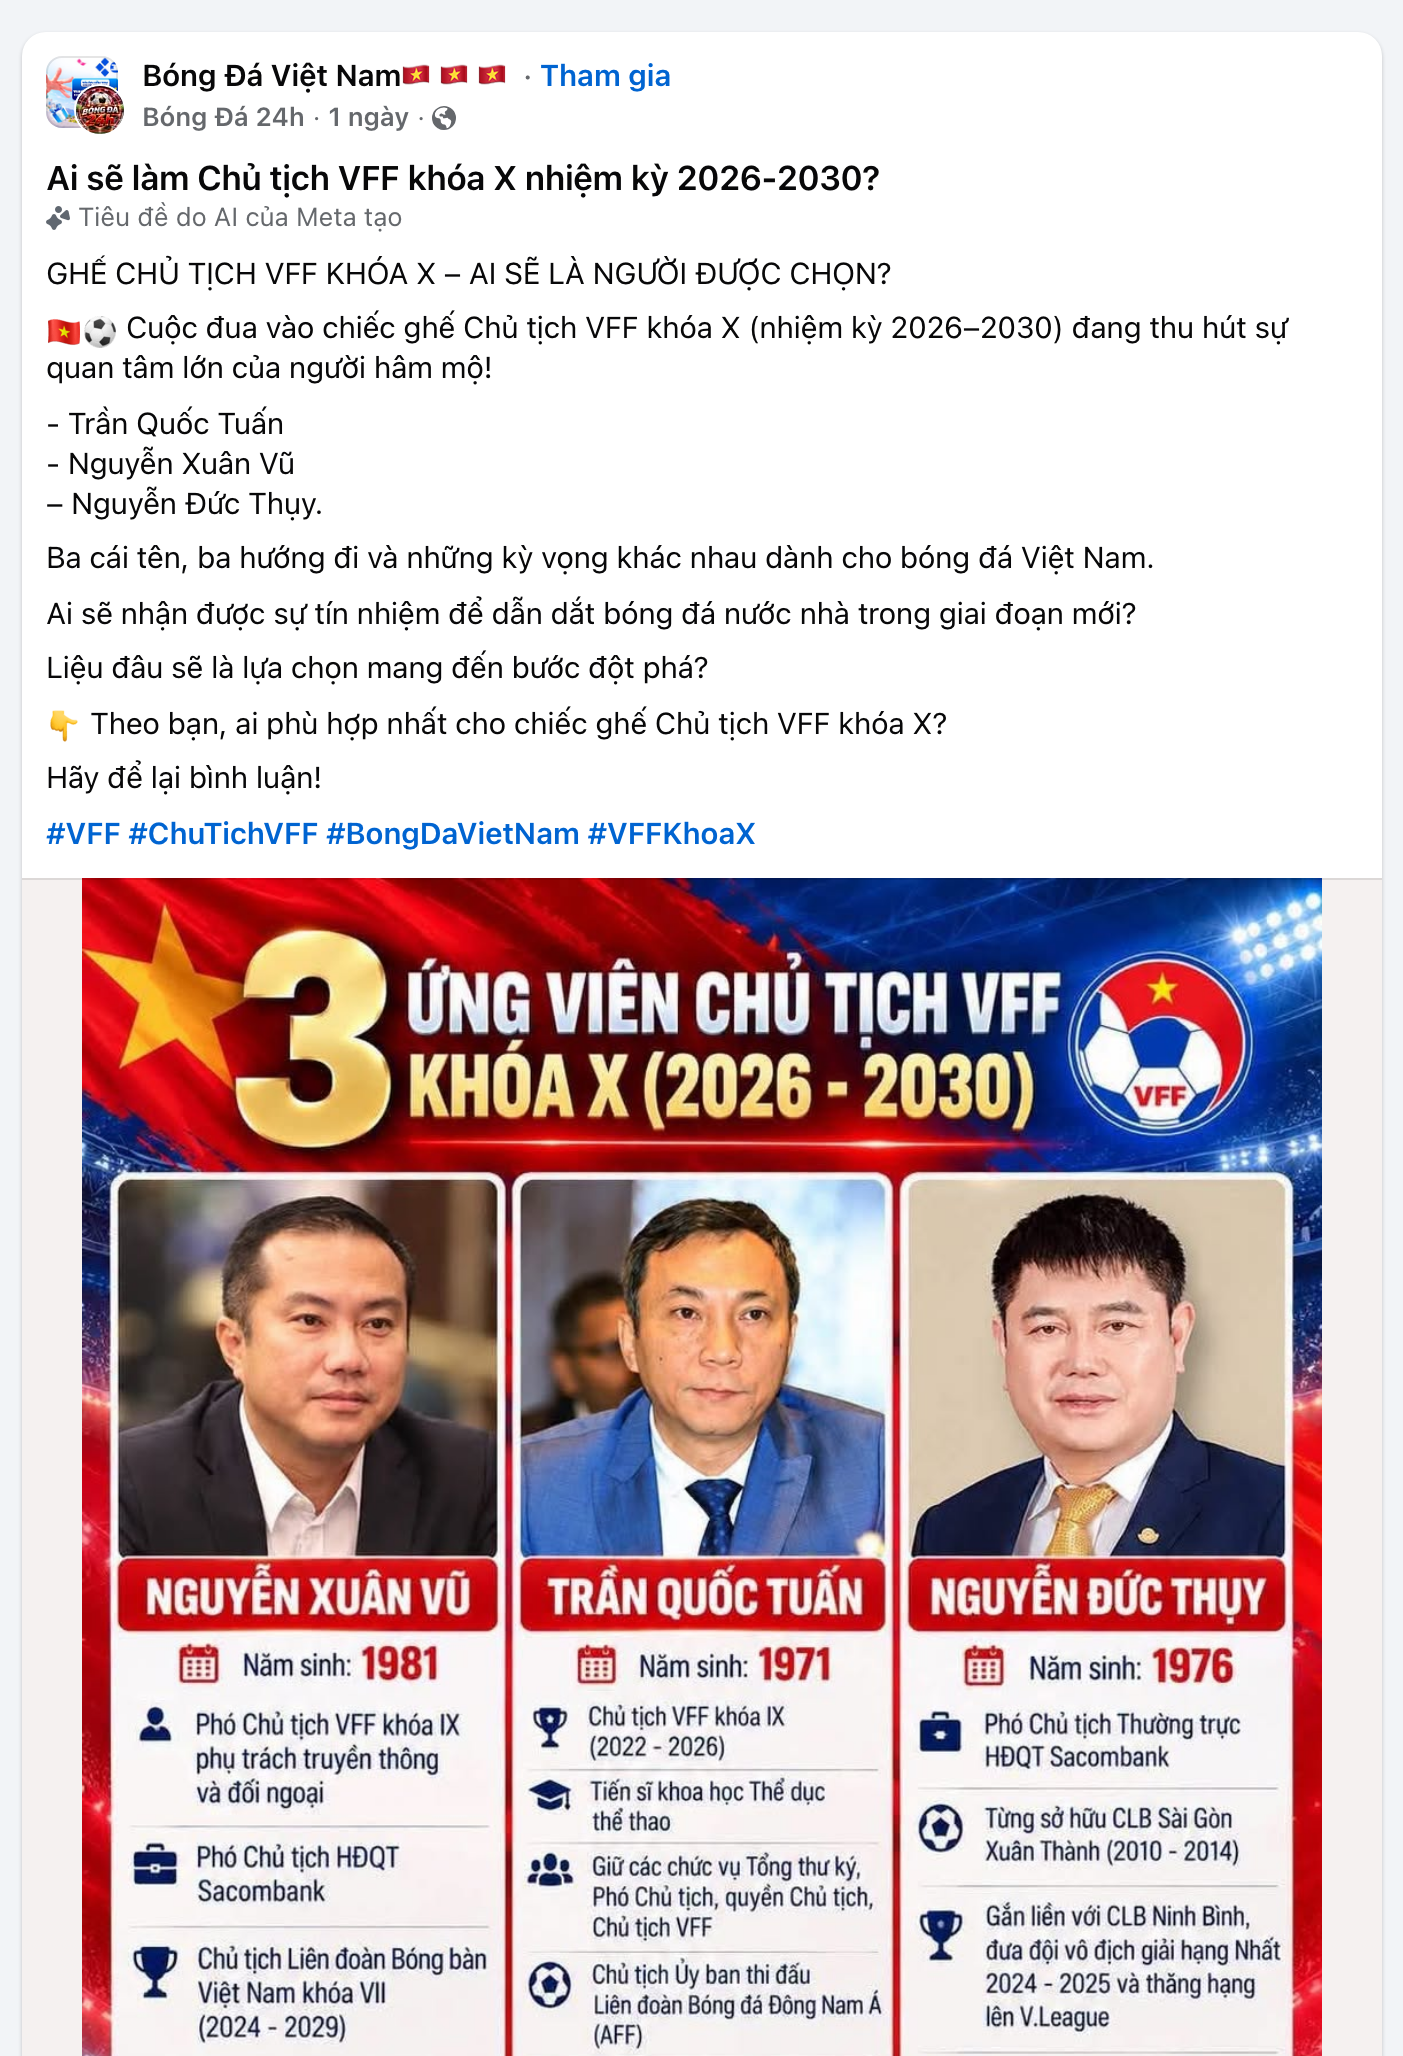 Bóng Đá Việt Nam🇻🇳 🇻🇳 🇻🇳 · Tham gia
Bóng Đá 24h · 1 ngày ·
Ai sẽ làm Chủ tịch VFF khóa X nhiệm kỳ 2026-2030?
Tiêu đề do AI của Meta tạo
GHẾ CHỦ TỊCH VFF KHÓA X – AI SẼ LÀ NGƯỜI ĐƯỢC CHỌN?
🇻🇳⚽ Cuộc đua vào chiếc ghế Chủ tịch VFF khóa X (nhiệm kỳ 2026–2030) đang thu hút sự
quan tâm lớn của người hâm mộ!
- Trần Quốc Tuấn
- Nguyễn Xuân Vũ
– Nguyễn Đức Thụy.
Ba cái tên, ba hướng đi và những kỳ vọng khác nhau dành cho bóng đá Việt Nam.
Ai sẽ nhận được sự tín nhiệm để dẫn dắt bóng đá nước nhà trong giai đoạn mới?
Liệu đâu sẽ là lựa chọn mang đến bước đột phá?
👇 Theo bạn, ai phù hợp nhất cho chiếc ghế Chủ tịch VFF khóa X?
Hãy để lại bình luận!
#VFF #ChuTichVFF #BongDaVietNam #VFFKhoaX
3 ỨNG VIÊN CHỦ TỊCH VFF
KHÓA X (2026 - 2030)
VFF
NGUYỄN XUÂN VŨ
Năm sinh: 1981
Phó Chủ tịch VFF khóa IX
phụ trách truyền thông
và đối ngoại
Phó Chủ tịch HĐQT
Sacombank
Chủ tịch Liên đoàn Bóng bàn
Việt Nam khóa VII
(2024 - 2029)
TRẦN QUỐC TUẤN
Năm sinh: 1971
Chủ tịch VFF khóa IX
(2022 - 2026)
Tiến sĩ khoa học Thể dục
thể thao
Giữ các chức vụ Tổng thư ký,
Phó Chủ tịch, quyền Chủ tịch,
Chủ tịch VFF
Chủ tịch Ủy ban thi đấu
Liên đoàn Bóng đá Đông Nam Á
(AFF)
NGUYỄN ĐỨC THỤY
Năm sinh: 1976
Phó Chủ tịch Thường trực
HĐQT Sacombank
Từng sở hữu CLB Sài Gòn
Xuân Thành (2010 - 2014)
Gắn liền với CLB Ninh Bình,
đưa đội vô địch giải hạng Nhất
2024 - 2025 và thăng hạng
lên V.League